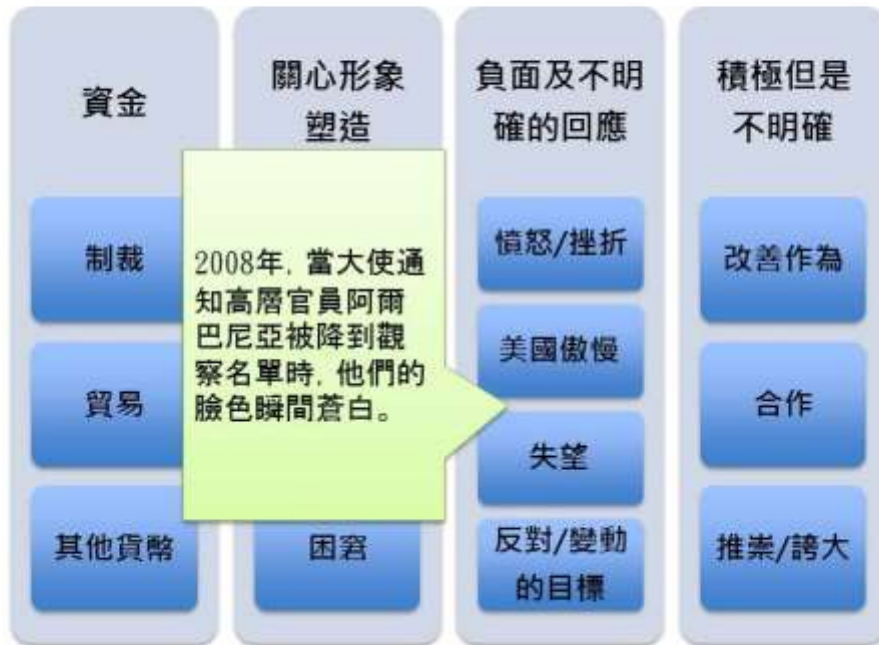 資金
制裁
貿易
其他貨幣
關心形象
塑造
2008年, 當大使通
知高層官員阿爾
巴尼亞被降到觀
察名單時, 他們的
臉色瞬間蒼白。
困窘
負面及不明
確的回應
憤怒/挫折
美國傲慢
失望
反對/變動
的目標
積極但是
不明確
改善作為
合作
推崇/誇大